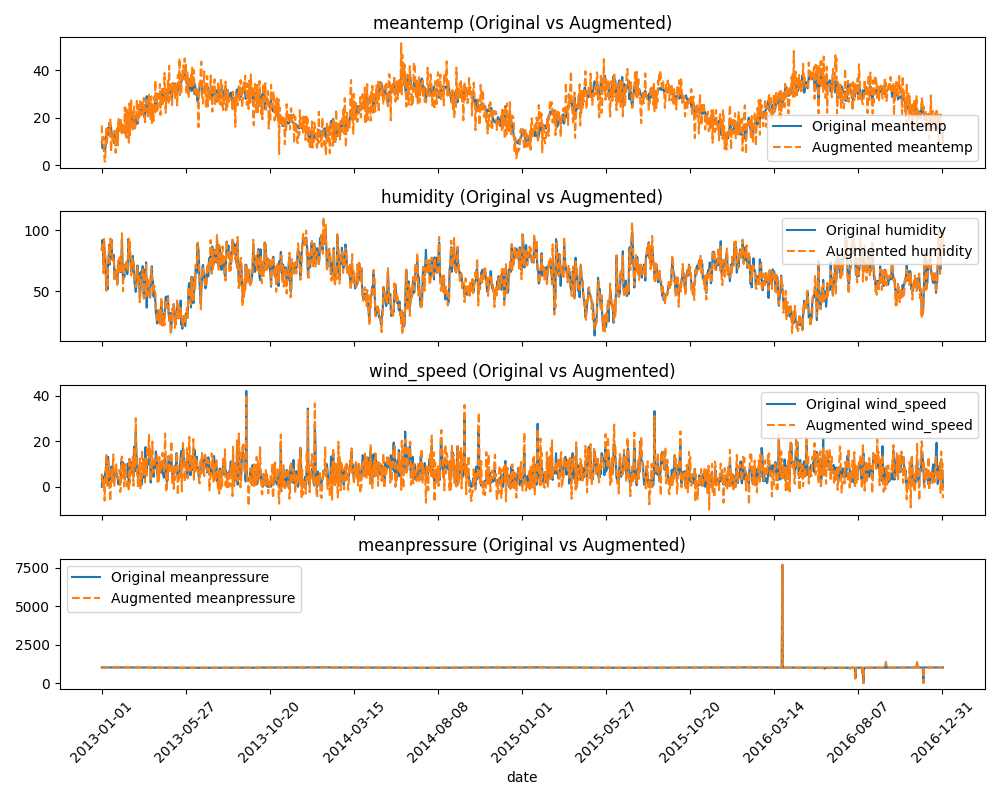 meantemp (Original vs Augmented)
40
20
0
Original meantemp
Augmented meantemp
humidity (Original vs Augmented)
100
50
Original humidity
Augmented humidity
wind_speed (Original vs Augmented)
40
20
0
Original wind_speed
Augmented wind_speed
meanpressure (Original vs Augmented)
7500
5000
2500
0
Original meanpressure
Augmented meanpressure
2013-01-01
2013-05-27
2013-10-20
2014-03-15
2014-08-08
2015-01-01
2015-05-27
2015-10-20
2016-03-14
2016-08-07
2016-12-31
date